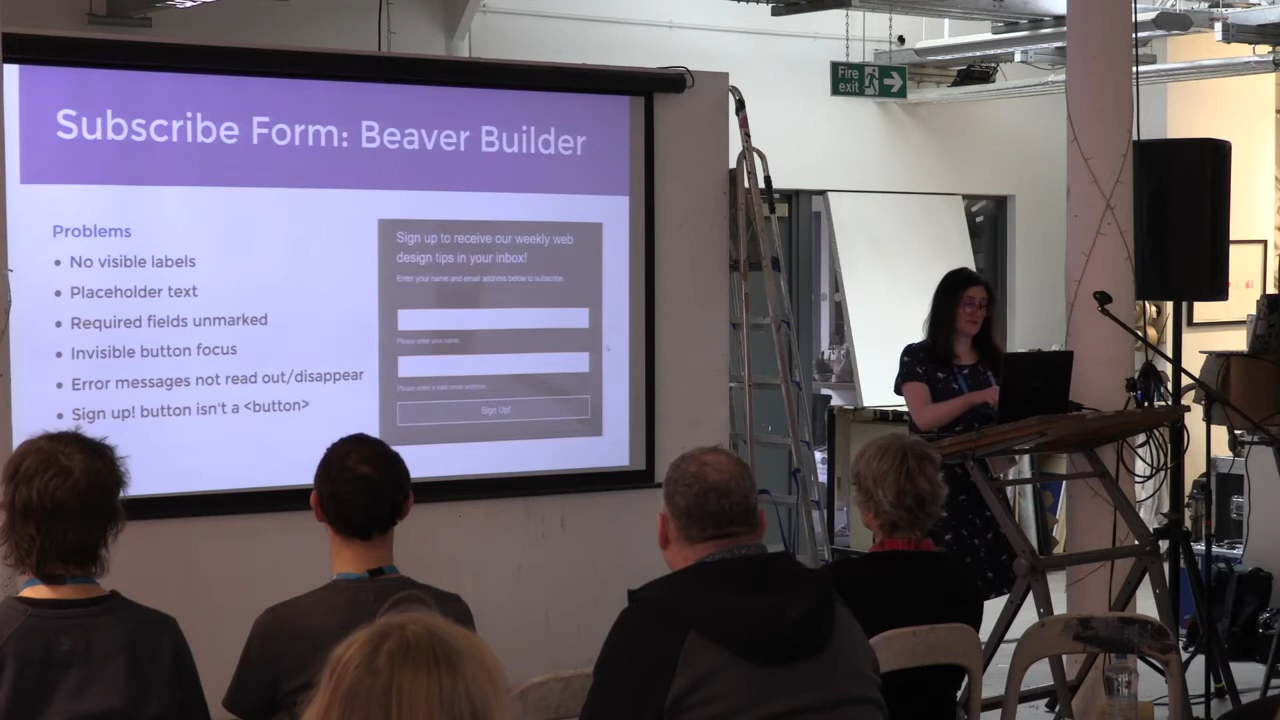 Subscribe Form: Beaver Builder
Problems
• No visible labels
• Placeholder text
• Required fields unmarked
• Invisible button focus
• Error messages not read out/disappear
• Sign up! button isn't a <button>
Sign up to receive our weekly web
design tips in your inbox!
Enter your name and email address below to subscribe.
Please enter your name.
Please enter a valid email address.
Sign Up!
Fire
exit